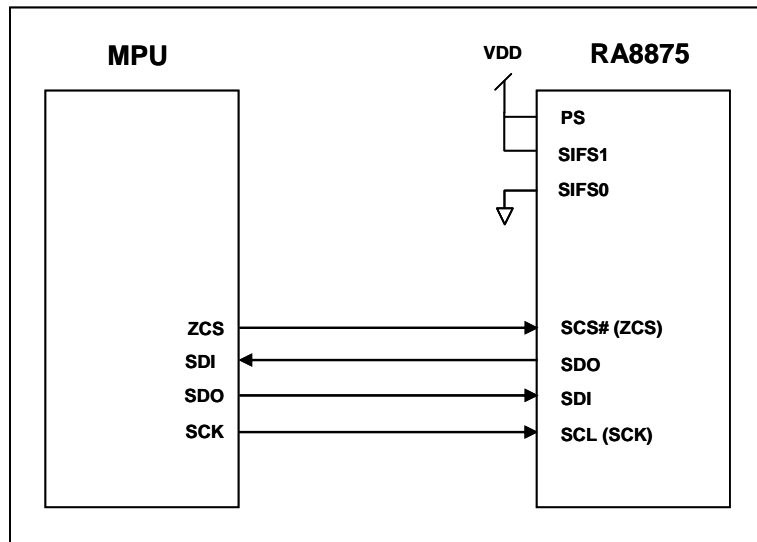 MPU
VDD
RA8875
PS
SIFS1
SIFS0
ZCS
SCS# (ZCS)
SDI
SDO
SDO
SDI
SCK
SCL (SCK)